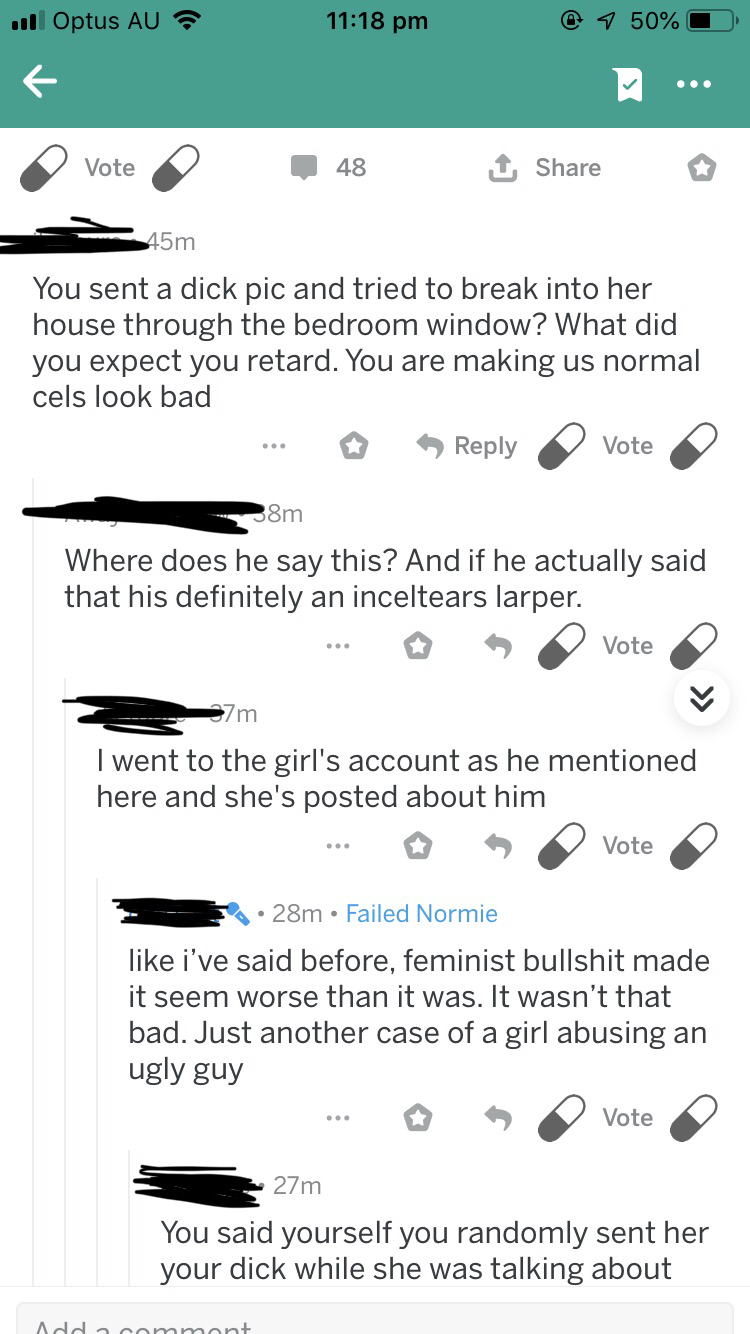 Optus AU 11:18 pm 50%
Vote 48 Share
45m
You sent a dick pic and tried to break into her
house through the bedroom window? What did
you expect you retard. You are making us normal
cels look bad
Reply Vote
38m
Where does he say this? And if he actually said
that his definitely an inceltears larper.
Vote
37m
I went to the girl's account as he mentioned
here and she's posted about him
Vote
• 28m • Failed Normie
like i've said before, feminist bullshit made
it seem worse than it was. It wasn't that
bad. Just another case of a girl abusing an
ugly guy
Vote
27m
You said yourself you randomly sent her
your dick while she was talking about
Add a comment